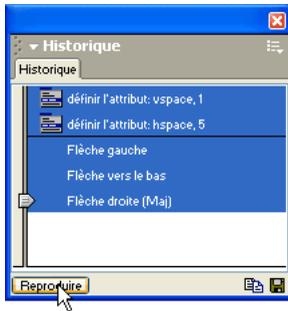 Historique
Historique
définir l'attribut: vspace, 1
définir l'attribut: hspace, 5
Flèche gauche
Flèche vers le bas
Flèche droite (Maj)
Reproduire